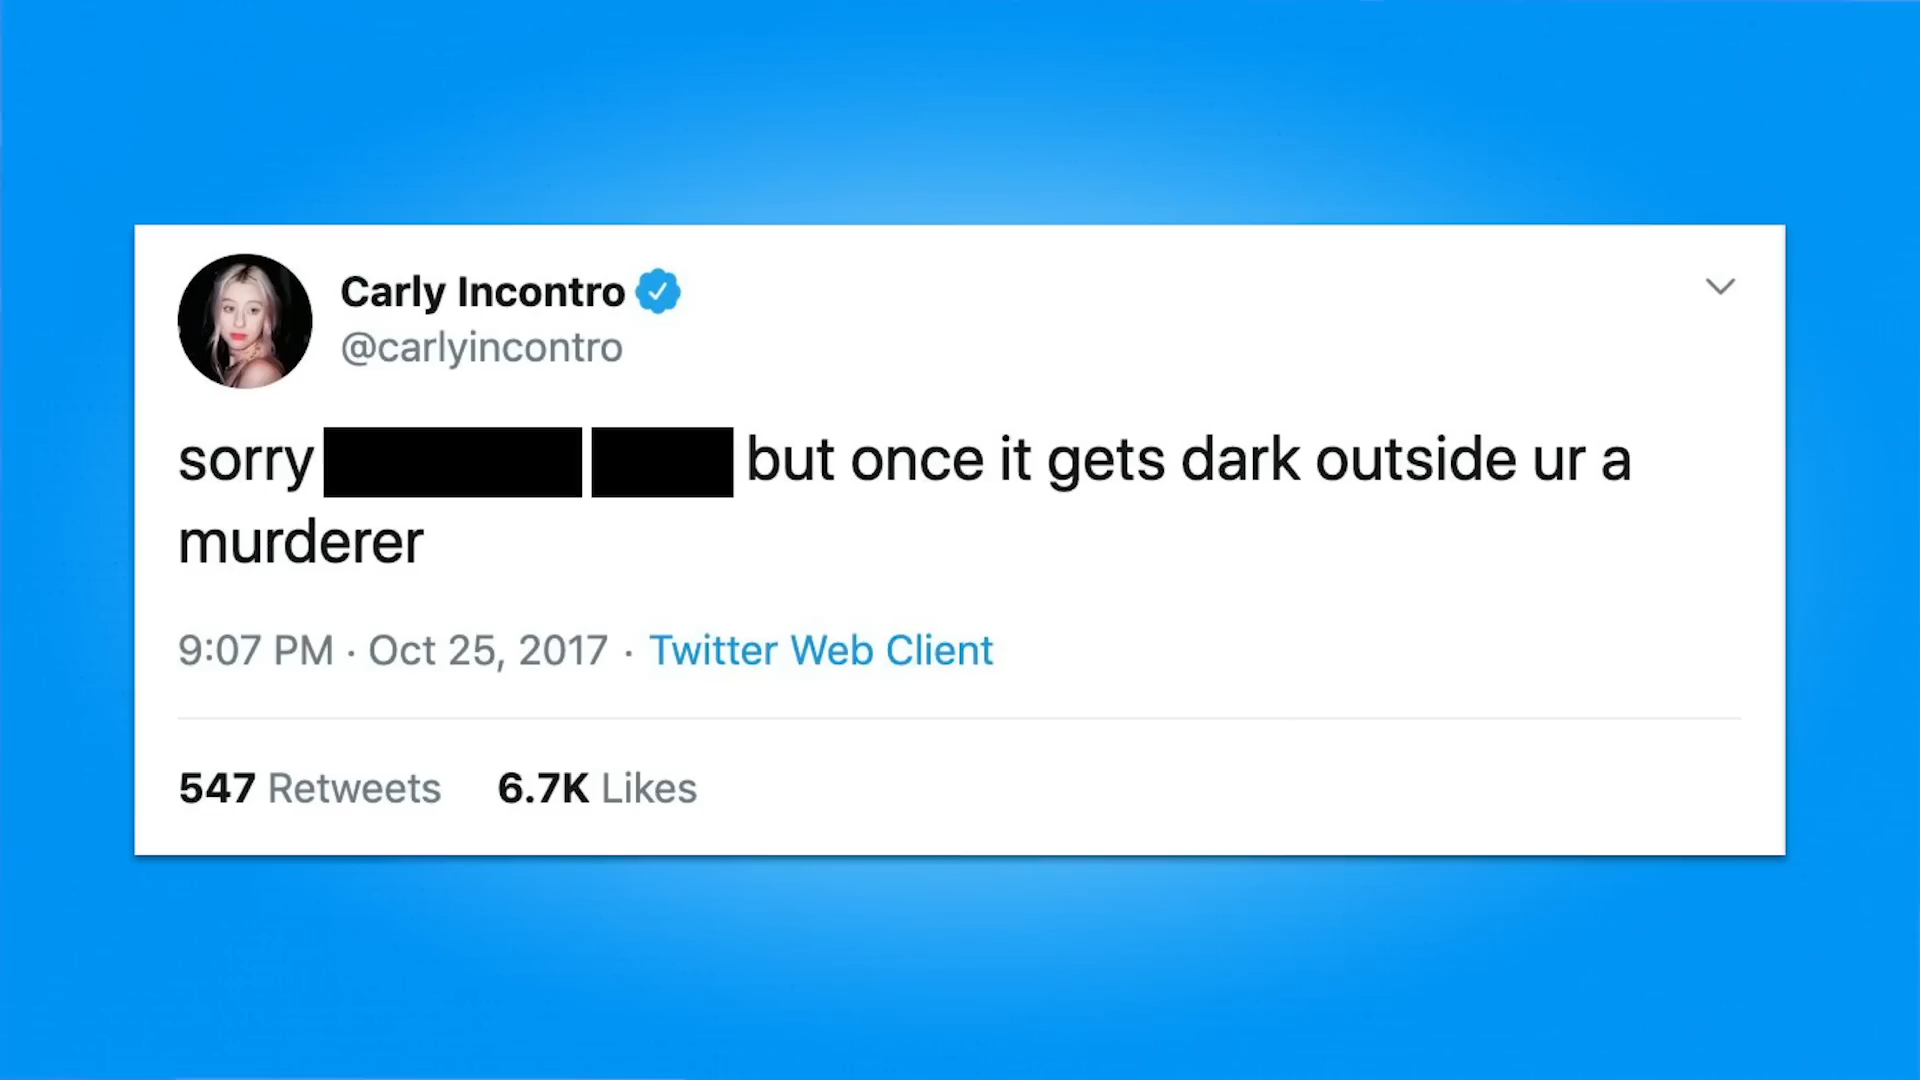 Carly Incontro
@carlyincontro
sorry but once it gets dark outside ur a
murderer
9:07 PM · Oct 25, 2017 · Twitter Web Client
547 Retweets 6.7K Likes